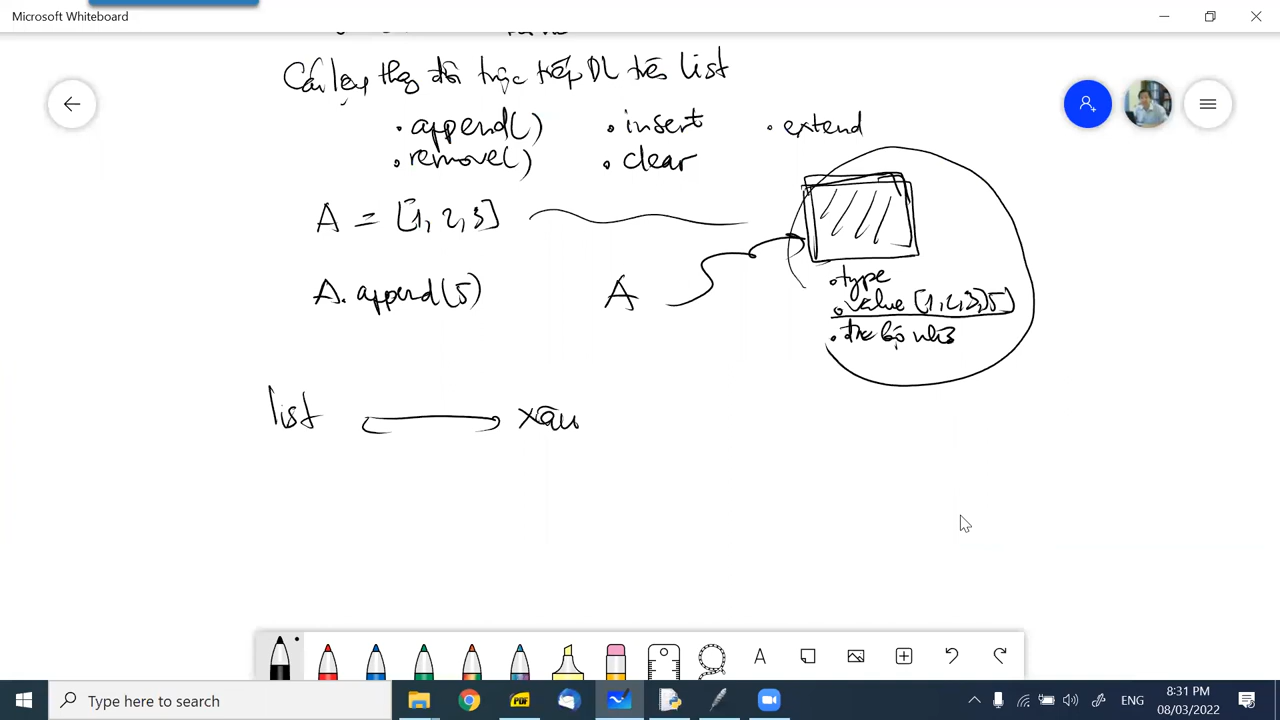 Microsoft Whiteboard
Các lệnh thay đổi trực tiếp DL trên list
. append() . insert . extend
. remove() . clear
A = [1, 2, 3]
A. append(5) A
. type
. value [1, 2, 3, 5]
. đ/c bộ nhớ
list xâu
A
Type here to search
PDF
ENG
8:31 PM
08/03/2022